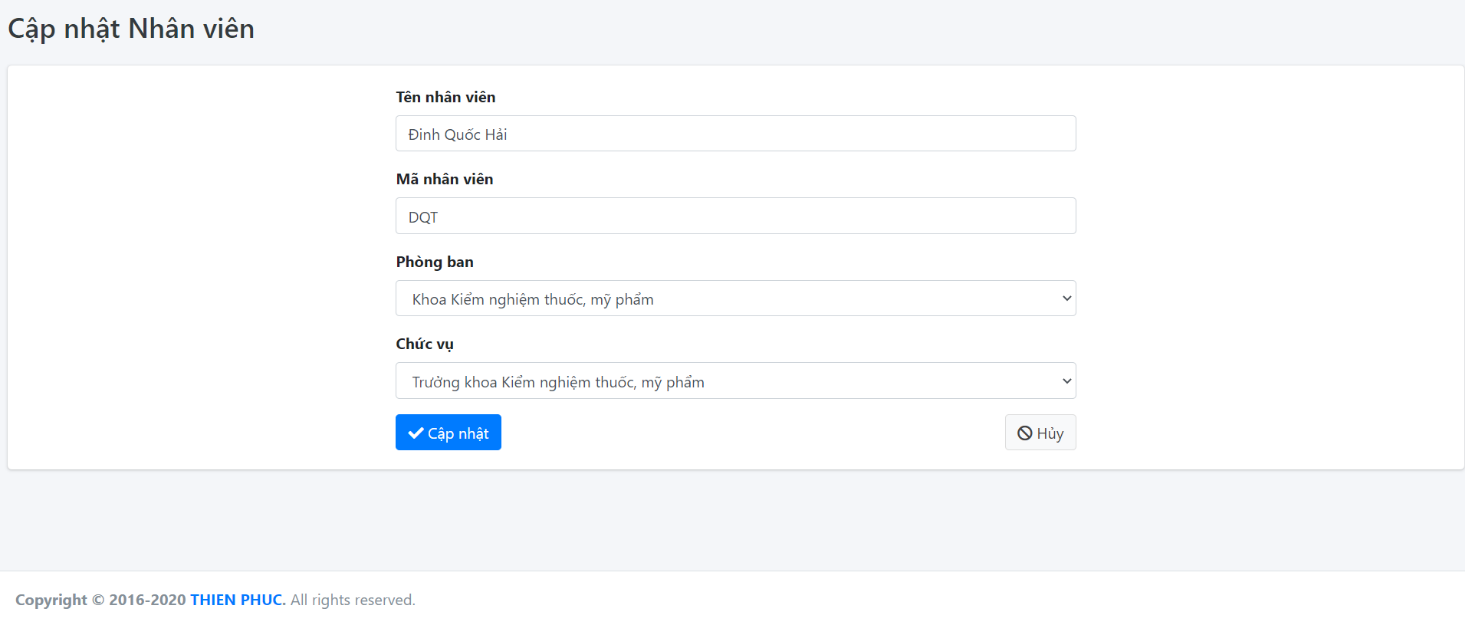 Cập nhật Nhân viên
Tên nhân viên
Đinh Quốc Hải
Mã nhân viên
DQT
Phòng ban
Khoa Kiểm nghiệm thuốc, mỹ phẩm
Chức vụ
Trưởng khoa Kiểm nghiệm thuốc, mỹ phẩm
Cập nhật Hủy
Copyright © 2016-2020 THIEN PHUC. All rights reserved.